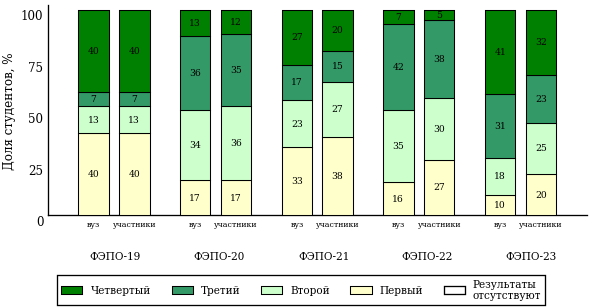 Доля студентов, %
100
75
50
25
0
40 40 13 12 27 20 7 5 41 32
7 7 36 35 17 15 42 38 31 23
13 13 34 36 23 27 35 30 18 25
40 40 17 17 33 38 16 27 10 20
вуз участники вуз участники вуз участники вуз участники вуз участники
ФЭПО-19 ФЭПО-20 ФЭПО-21 ФЭПО-22 ФЭПО-23
Четвертый Третий Второй Первый Результаты
отсутствуют